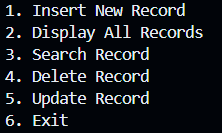 1. Insert New Record
2. Display All Records
3. Search Record
4. Delete Record
5. Update Record
6. Exit